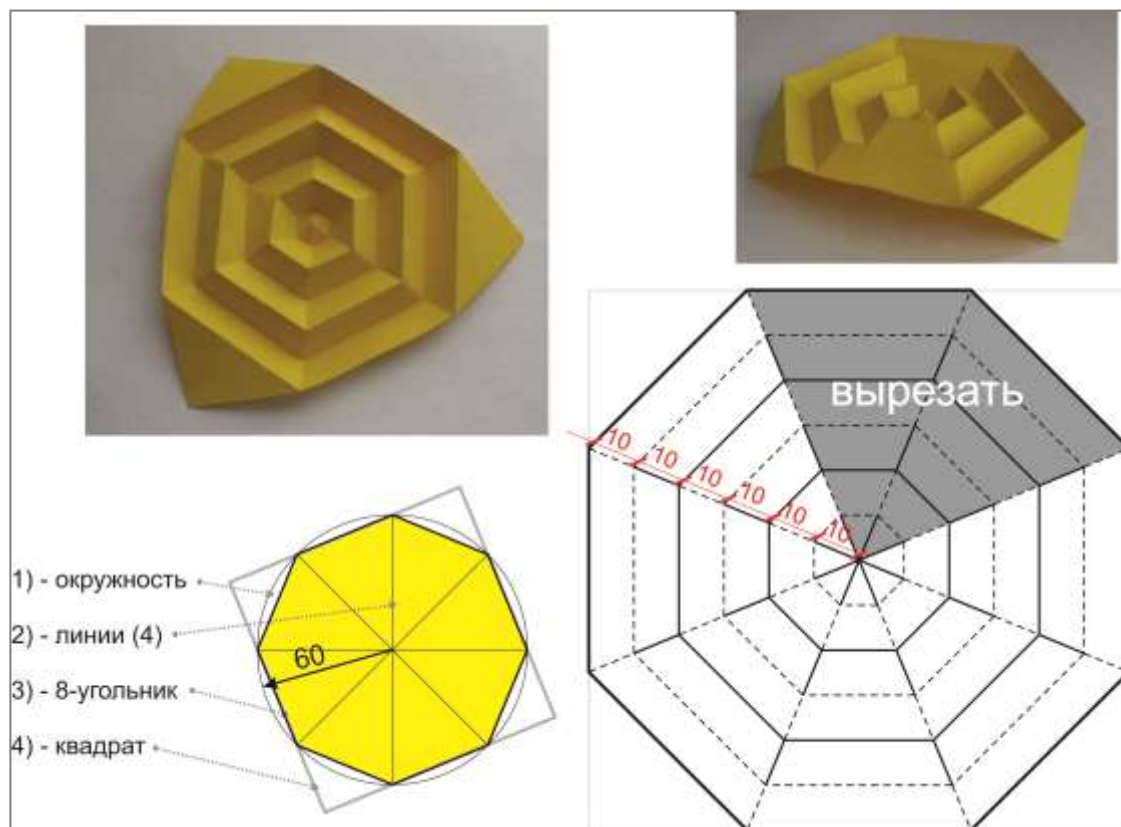 вырезать
10
10
10
10
10
10
1) - окружность
2) - линии (4)
60
3) - 8-угольник
4) - квадрат